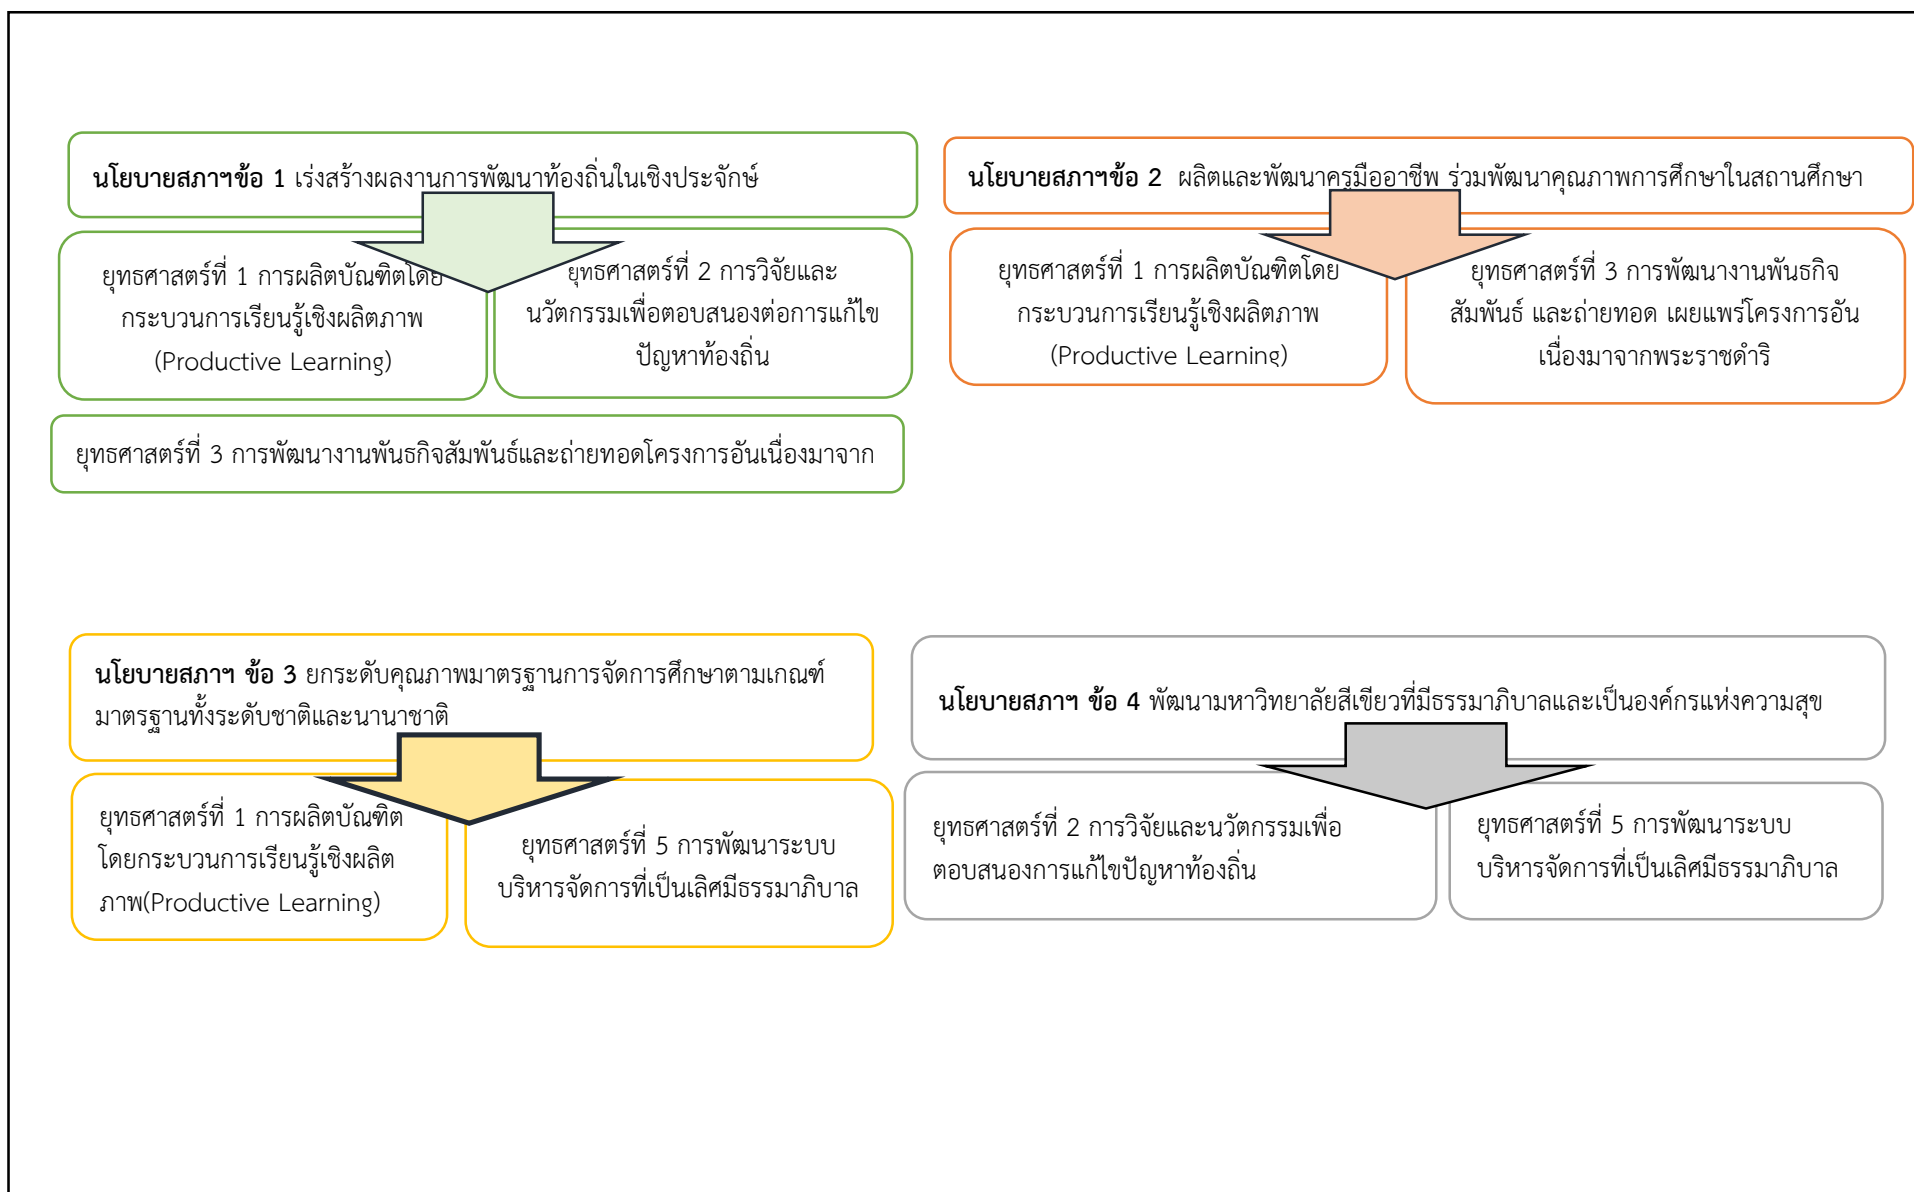 นโยบายสภาฯข้อ 1 เร่งสร้างผลงานการพัฒนาท้องถิ่นในเชิงประจักษ์
ยุทธศาสตร์ที่ 1 การผลิตบัณฑิตโดย
กระบวนการเรียนรู้เชิงผลิตภาพ
(Productive Learning)
ยุทธศาสตร์ที่ 2 การวิจัยและ
นวัตกรรมเพื่อตอบสนองต่อการแก้ไข
ปัญหาท้องถิ่น
ยุทธศาสตร์ที่ 3 การพัฒนางานพันธกิจสัมพันธ์และถ่ายทอดโครงการอันเนื่องมาจาก
นโยบายสภาฯข้อ 2 ผลิตและพัฒนาครูมืออาชีพ ร่วมพัฒนาคุณภาพการศึกษาในสถานศึกษา
ยุทธศาสตร์ที่ 1 การผลิตบัณฑิตโดย
กระบวนการเรียนรู้เชิงผลิตภาพ
(Productive Learning)
ยุทธศาสตร์ที่ 3 การพัฒนางานพันธกิจ
สัมพันธ์ และถ่ายทอด เผยแพร่โครงการอัน
เนื่องมาจากพระราชดำริ
นโยบายสภาฯ ข้อ 3 ยกระดับคุณภาพมาตรฐานการจัดการศึกษาตามเกณฑ์
มาตรฐานทั้งระดับชาติและนานาชาติ
ยุทธศาสตร์ที่ 1 การผลิตบัณฑิต
โดยกระบวนการเรียนรู้เชิงผลิต
ภาพ(Productive Learning)
ยุทธศาสตร์ที่ 5 การพัฒนาระบบ
บริหารจัดการที่เป็นเลิศมีธรรมาภิบาล
นโยบายสภาฯ ข้อ 4 พัฒนามหาวิทยาลัยสีเขียวที่มีธรรมาภิบาลและเป็นองค์กรแห่งความสุข
ยุทธศาสตร์ที่ 2 การวิจัยและนวัตกรรมเพื่อ
ตอบสนองการแก้ไขปัญหาท้องถิ่น
ยุทธศาสตร์ที่ 5 การพัฒนาระบบ
บริหารจัดการที่เป็นเลิศมีธรรมาภิบาล